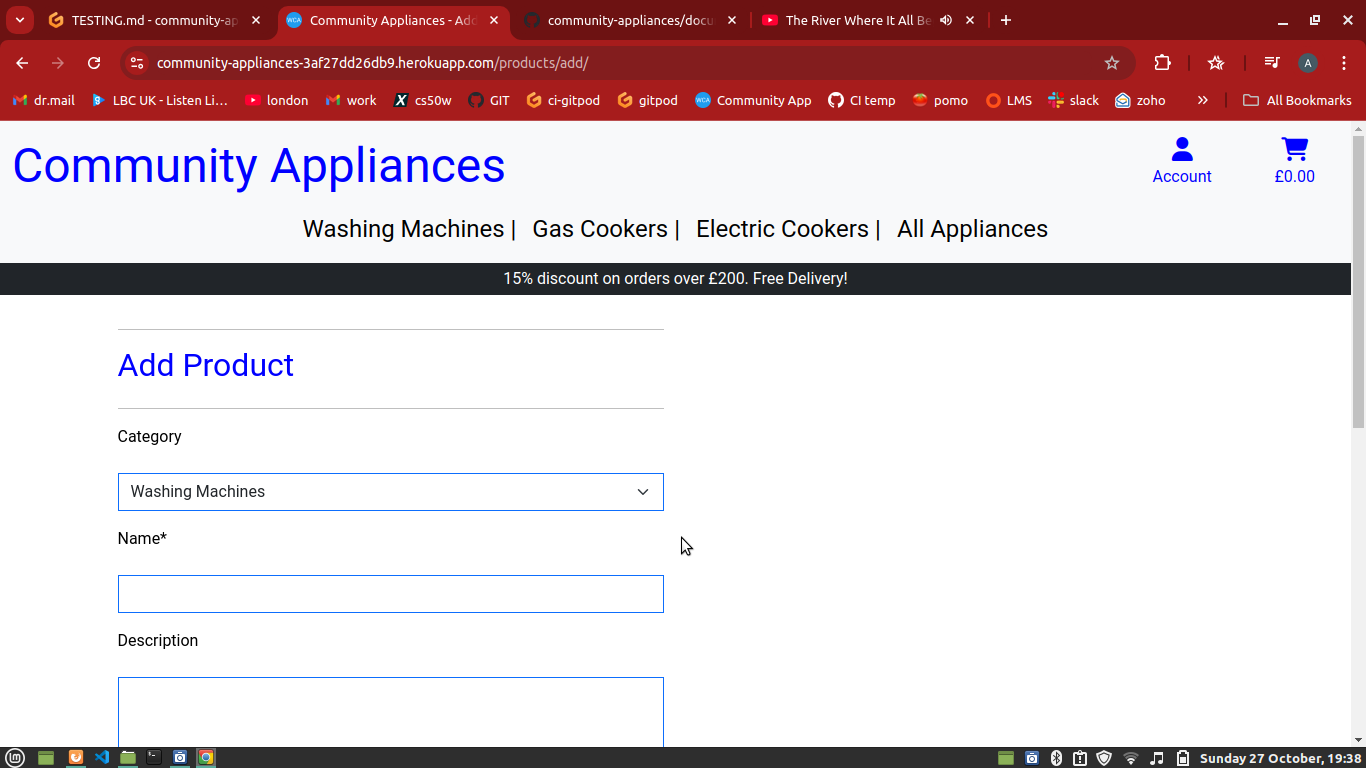 TESTING.md - community-ap
Community Appliances - Add
community-appliances/docu
The River Where It All Be
community-appliances-3af27dd26db9.herokuapp.com/products/add/
A
dr.mail
LBC UK - Listen Li...
london
work
cs50w
GIT
ci-gitpod
gitpod
WCA
Community App
CI temp
pomo
LMS
slack
zoho
All Bookmarks
Community Appliances
Account
£0.00
Washing Machines |
Gas Cookers |
Electric Cookers |
All Appliances
15% discount on orders over £200. Free Delivery!
Add Product
Category
Washing Machines
Name*
Description
Sunday 27 October, 19:38